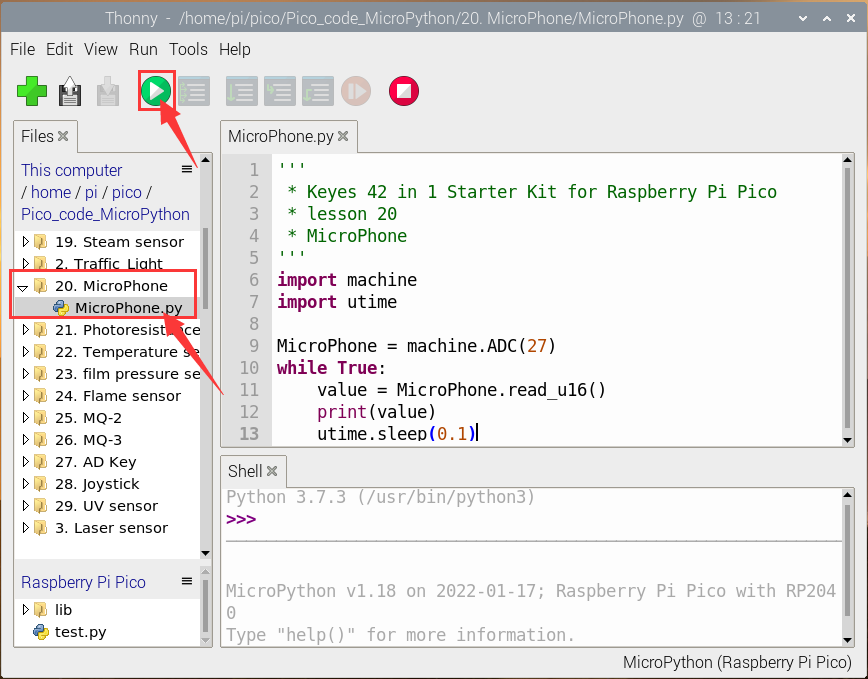 Thonny - /home/pi/pico/Pico_code_MicroPython/20. MicroPhone/MicroPhone.py @ 13 : 21
File Edit View Run Tools Help
Files
This computer
/ home / pi / pico /
Pico_code_MicroPython
19. Steam sensor
2. Traffic_Light
20. MicroPhone
MicroPhone.py
21. Photoresistance
22. Temperature se
23. film pressure se
24. Flame sensor
25. MQ-2
26. MQ-3
27. AD Key
28. Joystick
29. UV sensor
3. Laser sensor
Raspberry Pi Pico
lib
test.py
MicroPhone.py
1 '''
2 * Keyes 42 in 1 Starter Kit for Raspberry Pi Pico
3 * lesson 20
4 * MicroPhone
5 '''
6 import machine
7 import utime
8
9 MicroPhone = machine.ADC(27)
10 while True:
11 value = MicroPhone.read_u16()
12 print(value)
13 utime.sleep(0.1)
Shell
Python 3.7.3 (/usr/bin/python3)
>>>
MicroPython v1.18 on 2022-01-17; Raspberry Pi Pico with RP204
0
Type "help()" for more information.
MicroPython (Raspberry Pi Pico)